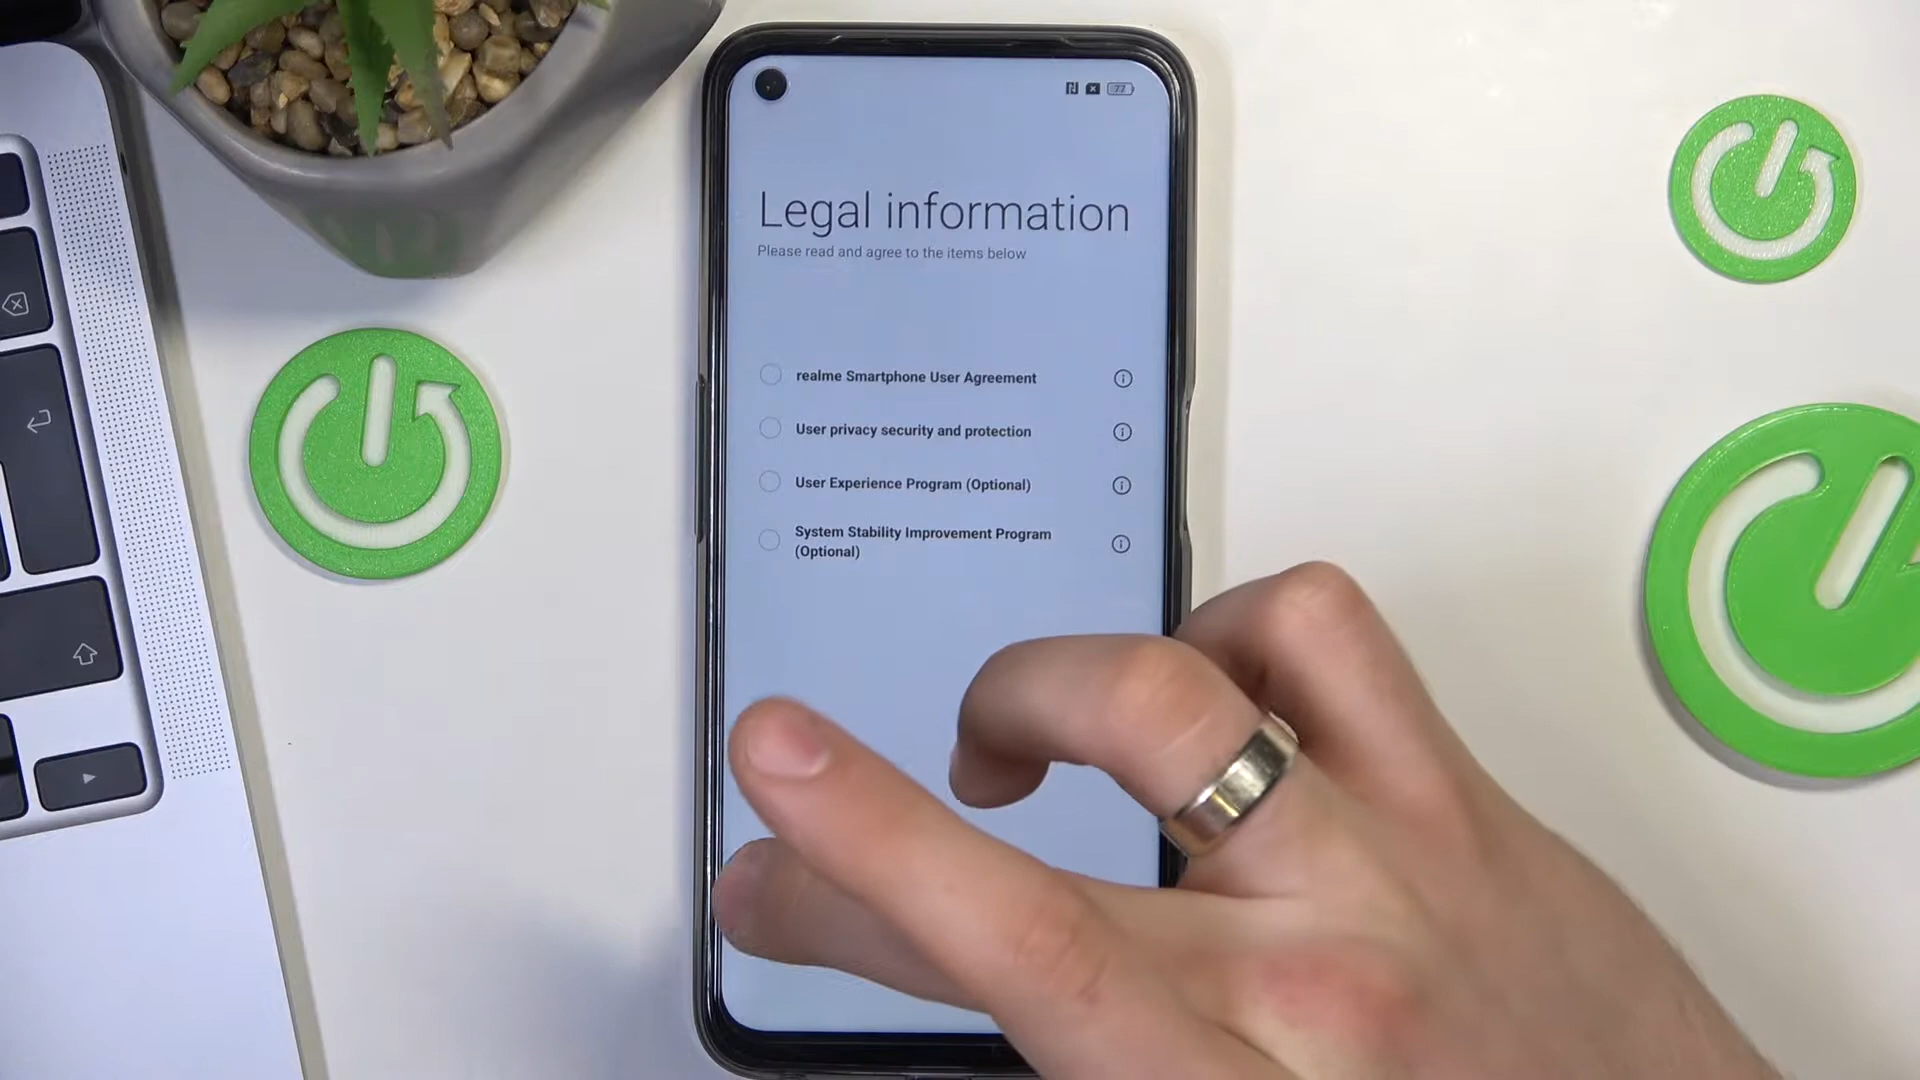 77
Legal information
Please read and agree to the items below
realme Smartphone User Agreement
User privacy security and protection
User Experience Program (Optional)
System Stability Improvement Program
(Optional)